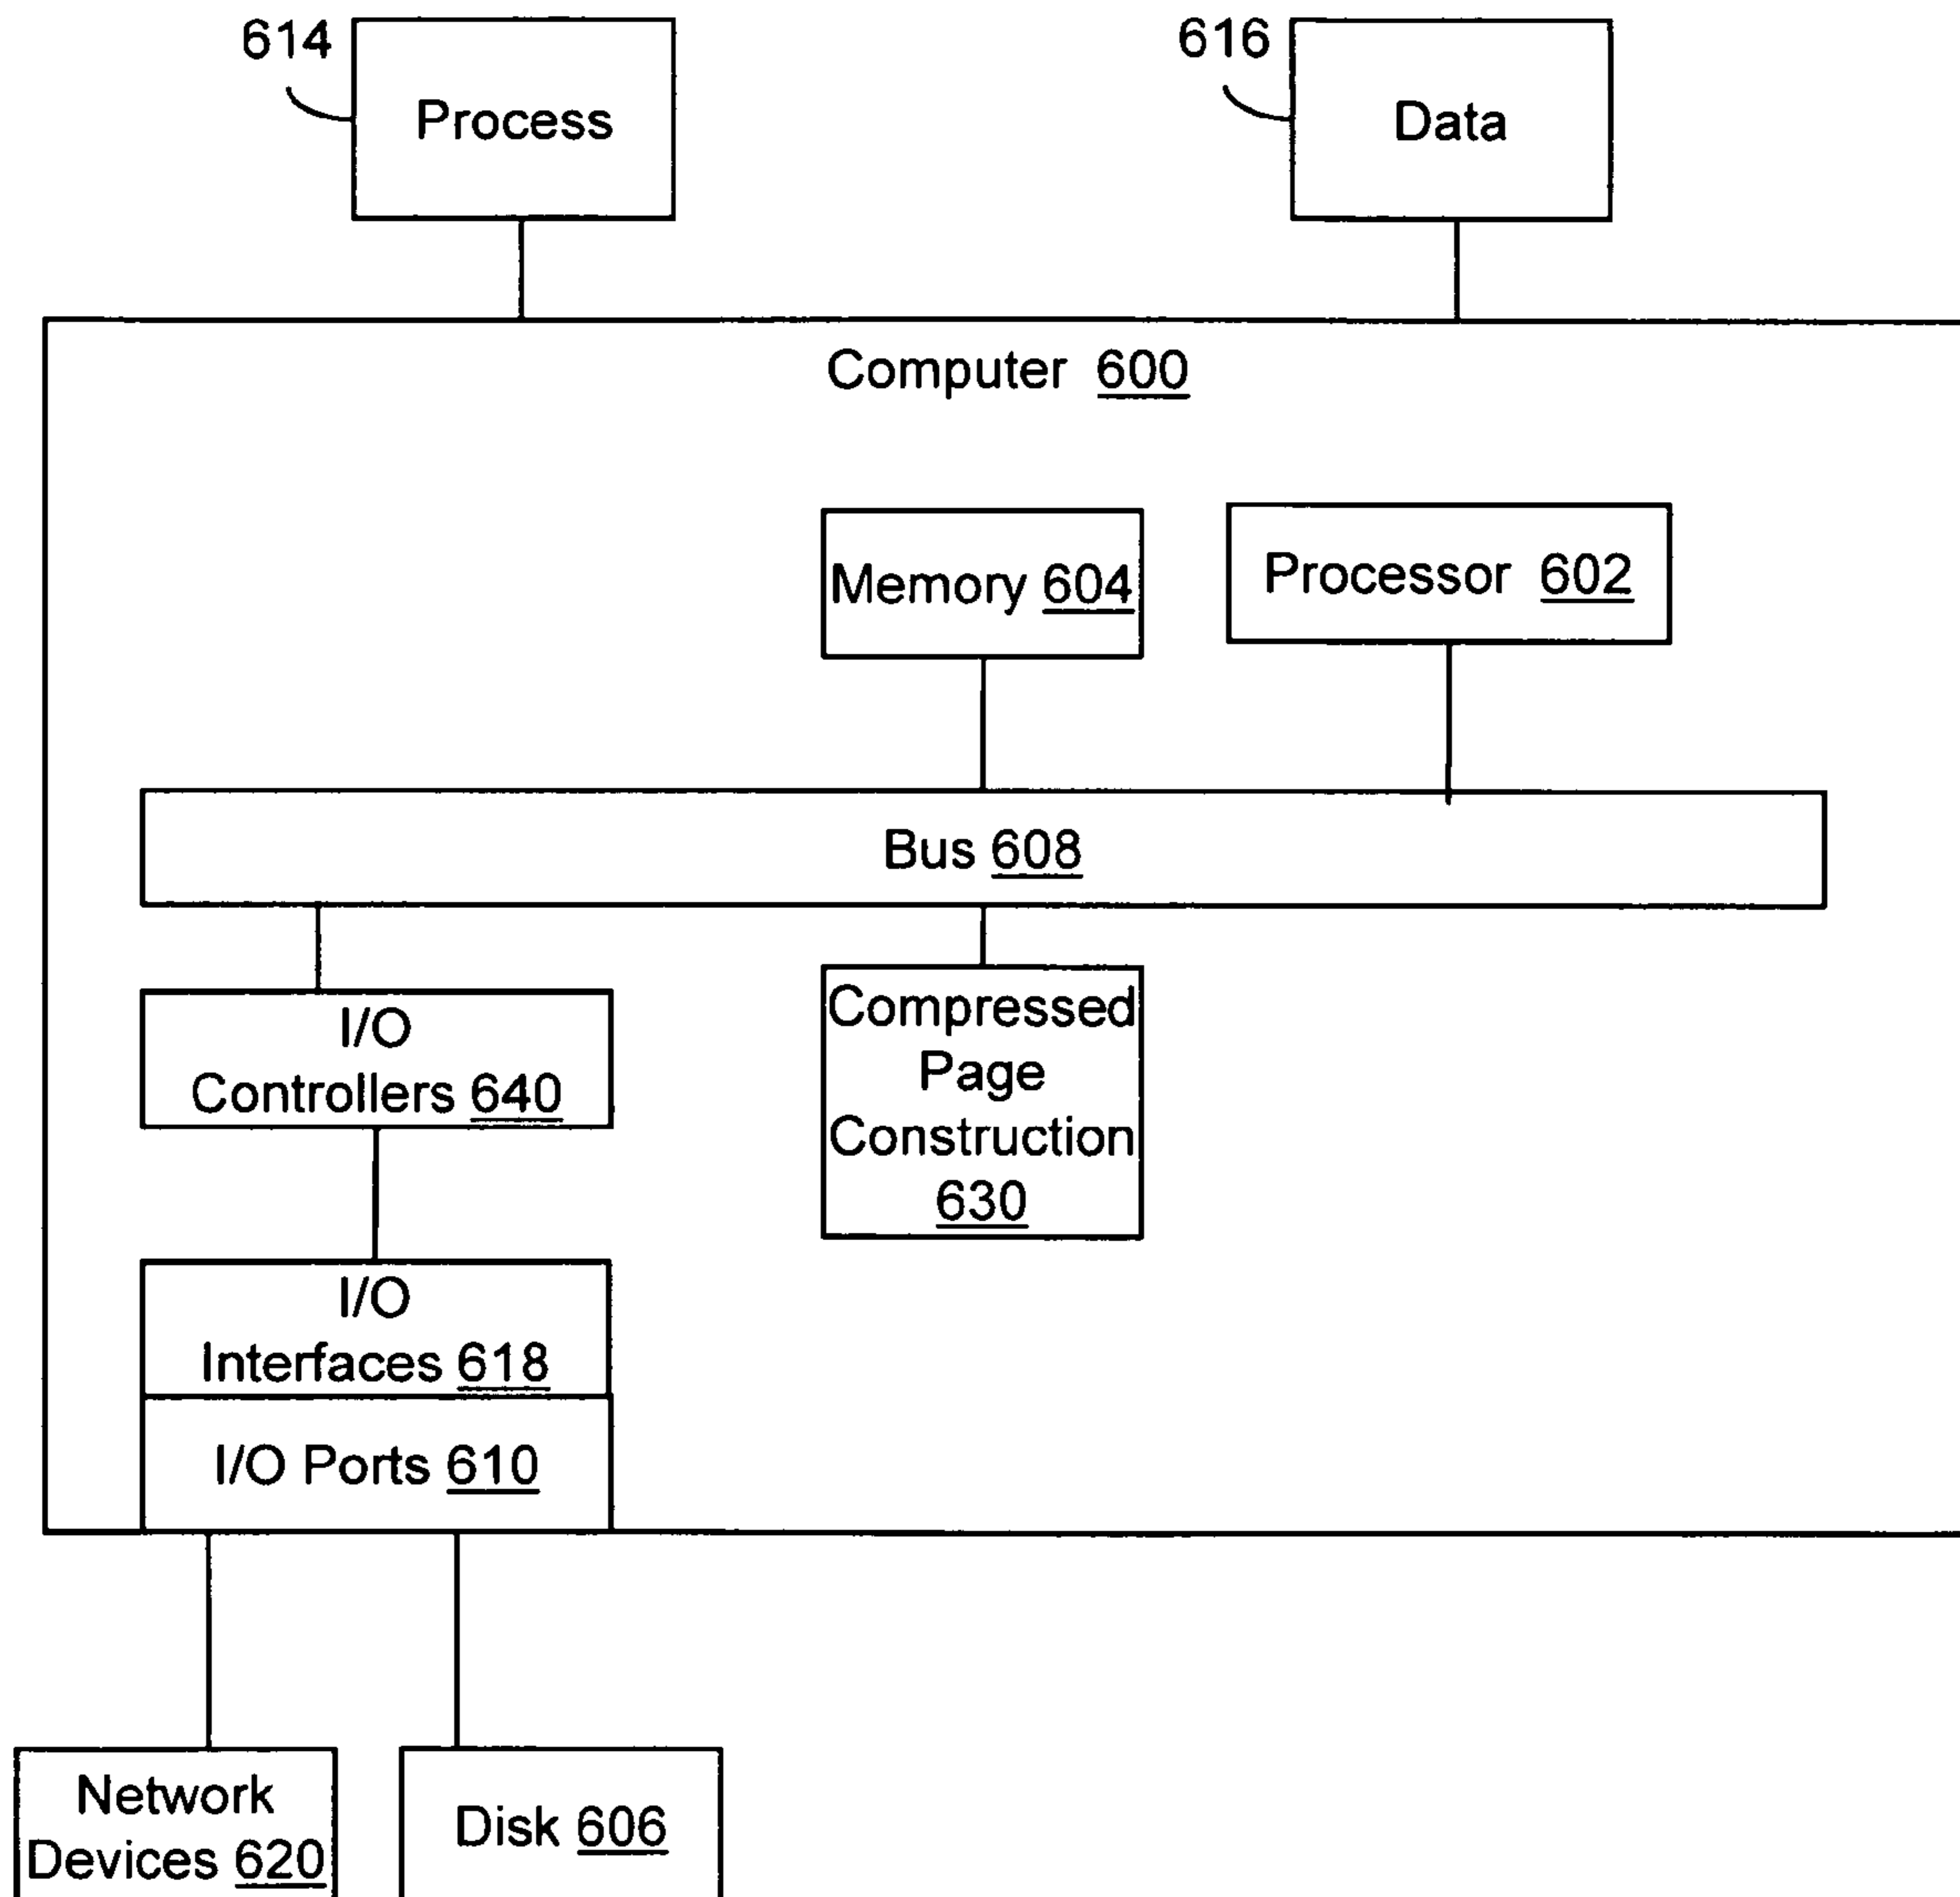 614
Process
616
Data
Computer 600
Memory 604
Processor 602
Bus 608
I/O
Controllers 640
Compressed
Page
Construction
630
I/O
Interfaces 618
I/O Ports 610
Network
Devices 620
Disk 606